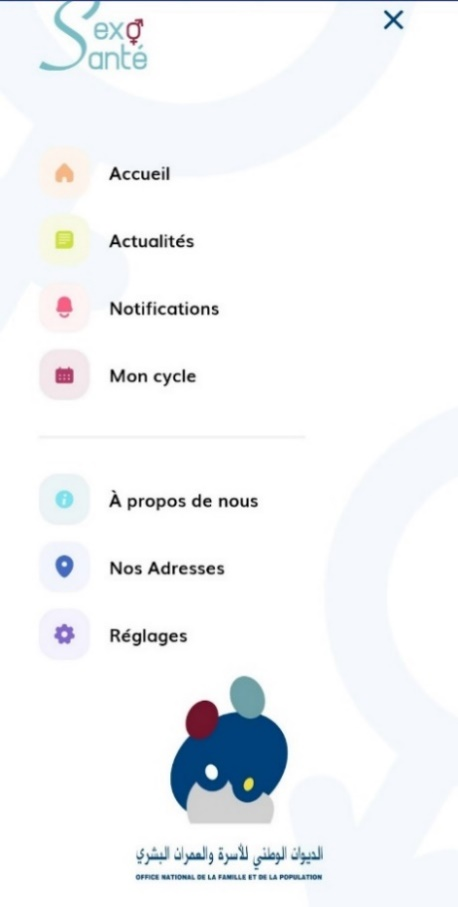 Sexo
Santé
Accueil
Actualités
Notifications
Mon cycle
À propos de nous
Nos Adresses
Réglages
الديوان الوطني للأسرة والعمران البشري
OFFICE NATIONAL DE LA FAMILLE ET DE LA POPULATION